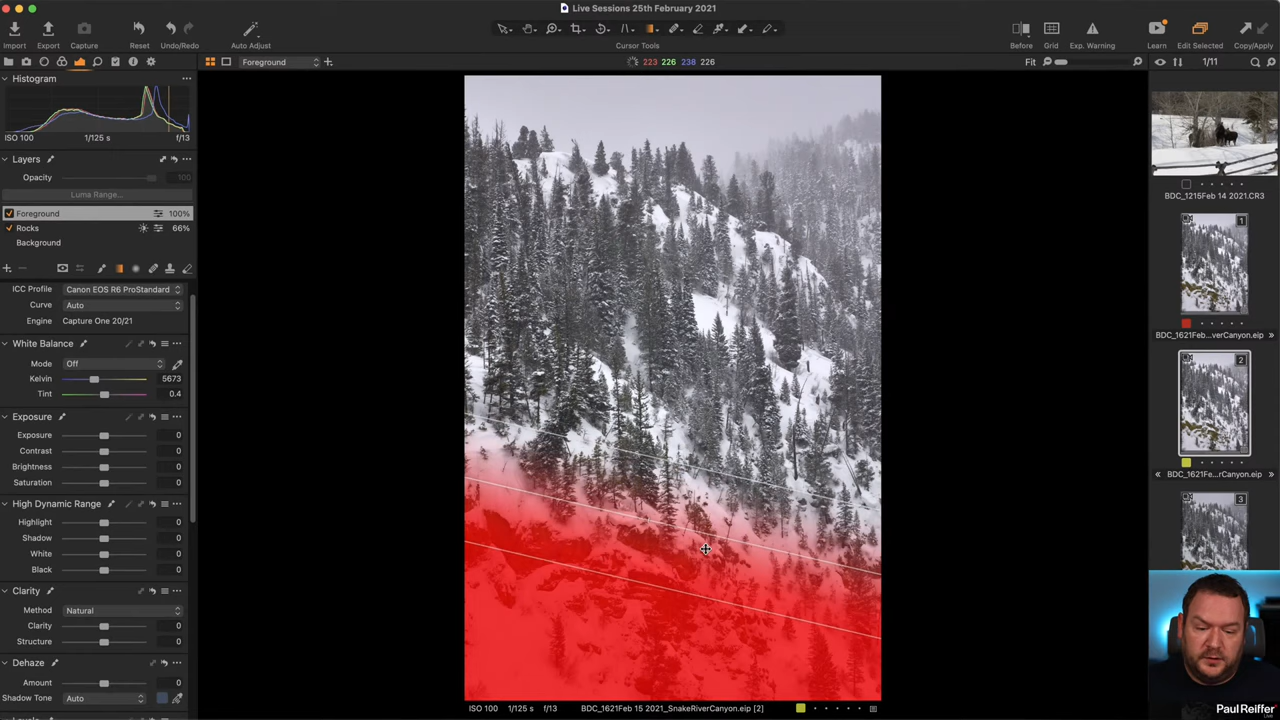 Live Sessions 25th February 2021
Import
Export
Capture
Reset
Undo/Redo
Auto Adjust
Cursor Tools
Before
Grid
Exp. Warning
Learn
Edit Selected
Copy/Apply
Foreground
223 226 238 226
Fit
1/11
Histogram
ISO 100
1/125 s
f/13
Layers
Opacity
100
Luma Range...
Foreground
100%
Rocks
66%
Background
ICC Profile
Canon EOS R6 ProStandard
Curve
Auto
Engine
Capture One 20/21
White Balance
Mode
Off
Kelvin
5673
Tint
0.4
Exposure
Exposure
0
Contrast
0
Brightness
0
Saturation
0
High Dynamic Range
Highlight
0
Shadow
0
White
0
Black
0
Clarity
Method
Natural
Clarity
0
Structure
0
Dehaze
Amount
0
Shadow Tone
Auto
ISO 100
1/125 s
f/13
BDC_1621Feb 15 2021_SnakeRiverCanyon.eip [2]
BDC_1215Feb 14 2021.CR3
1
BDC_1621Feb...verCanyon.eip
2
BDC_1621Fe...rCanyon.eip
3
Paul Reiffer
Live